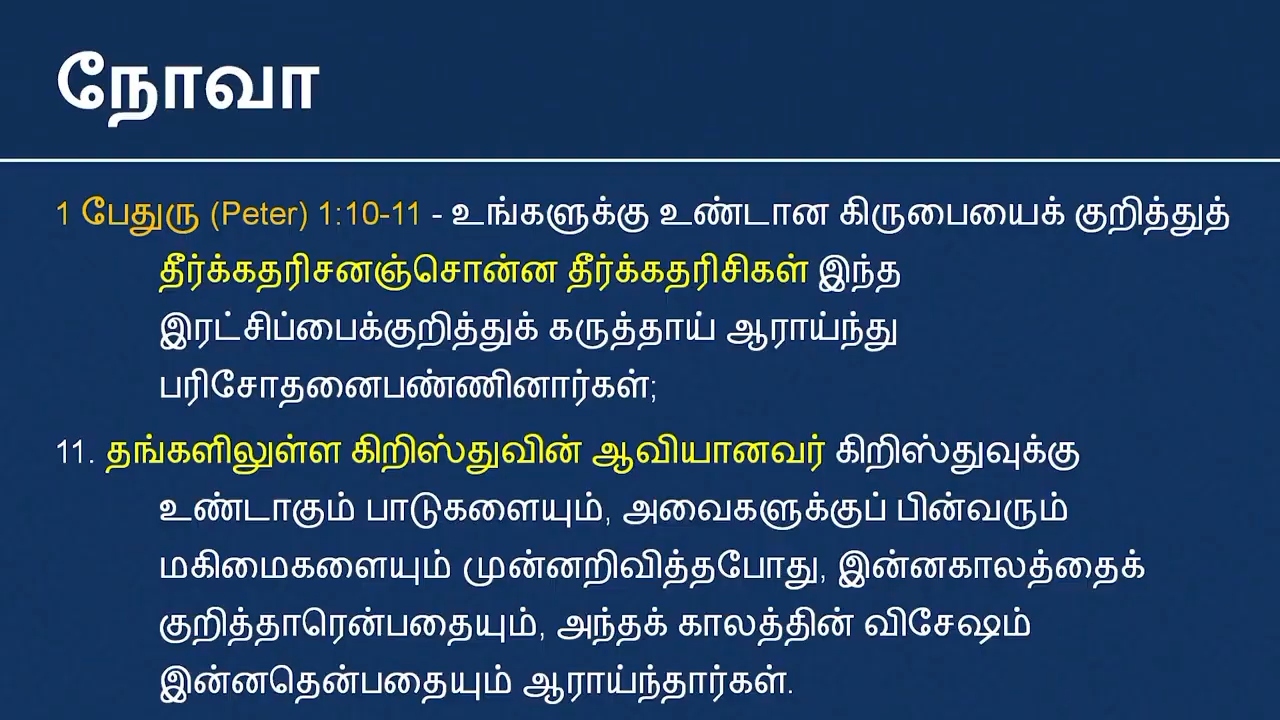 நோவா
1 பேதுரு (Peter) 1:10-11 - உங்களுக்கு உண்டான கிருபையைக் குறித்துத்
தீர்க்கதரிசனஞ்சொன்ன தீர்க்கதரிசிகள் இந்த
இரட்சிப்பைக்குறித்துக் கருத்தாய் ஆராய்ந்து
பரிசோதனைபண்ணினார்கள்;
11. தங்களிலுள்ள கிறிஸ்துவின் ஆவியானவர் கிறிஸ்துவுக்கு
உண்டாகும் பாடுகளையும், அவைகளுக்குப் பின்வரும்
மகிமைகளையும் முன்னறிவித்தபோது, இன்னகாலத்தைக்
குறித்தாரென்பதையும், அந்தக் காலத்தின் விசேஷம்
இன்னதென்பதையும் ஆராய்ந்தார்கள்.